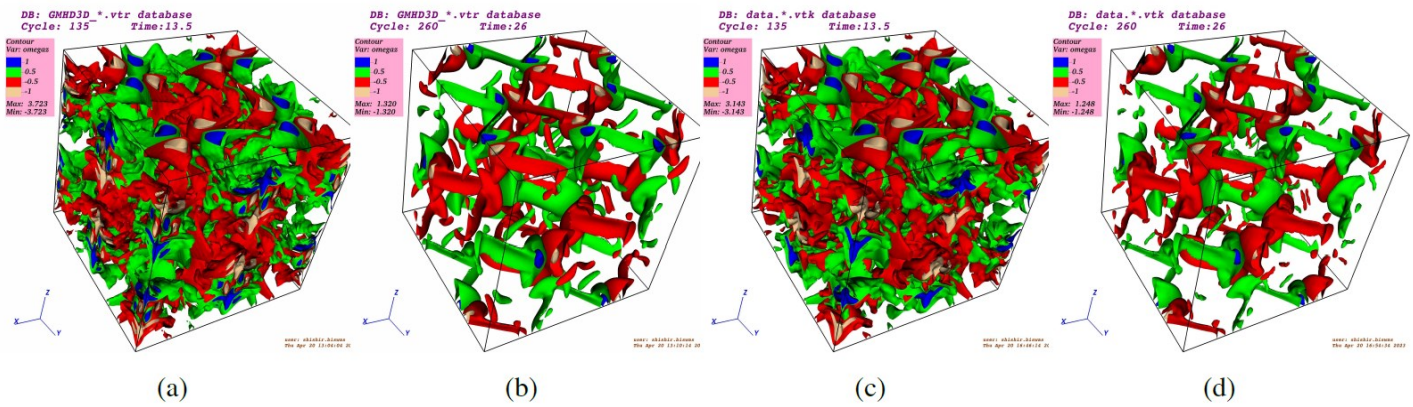 DB: GMHD3D_*.vtr database
Cycle: 135 Time:13.5
Contour
Var: omegas
1
0.5
-0.5
-1
Max: 3.723
Min: -3.723
Z
X
Y
user: shishir.biswas
(a)
DB: GMHD3D_*.vtr database
Cycle: 260 Time:26
Contour
Var: omegas
1
0.5
-0.5
-1
Max: 1.320
Min: -1.320
Z
X
Y
user: shishir.biswas
(b)
DB: data.*.vtk database
Cycle: 135 Time:13.5
Contour
Var: omegas
1
0.5
-0.5
-1
Max: 3.143
Min: -3.143
Z
X
Y
user: shishir.biswas
(c)
DB: data.*.vtk database
Cycle: 260 Time:26
Contour
Var: omegas
1
0.5
-0.5
-1
Max: 1.248
Min: -1.248
Z
X
Y
user: shishir.biswas
(d)